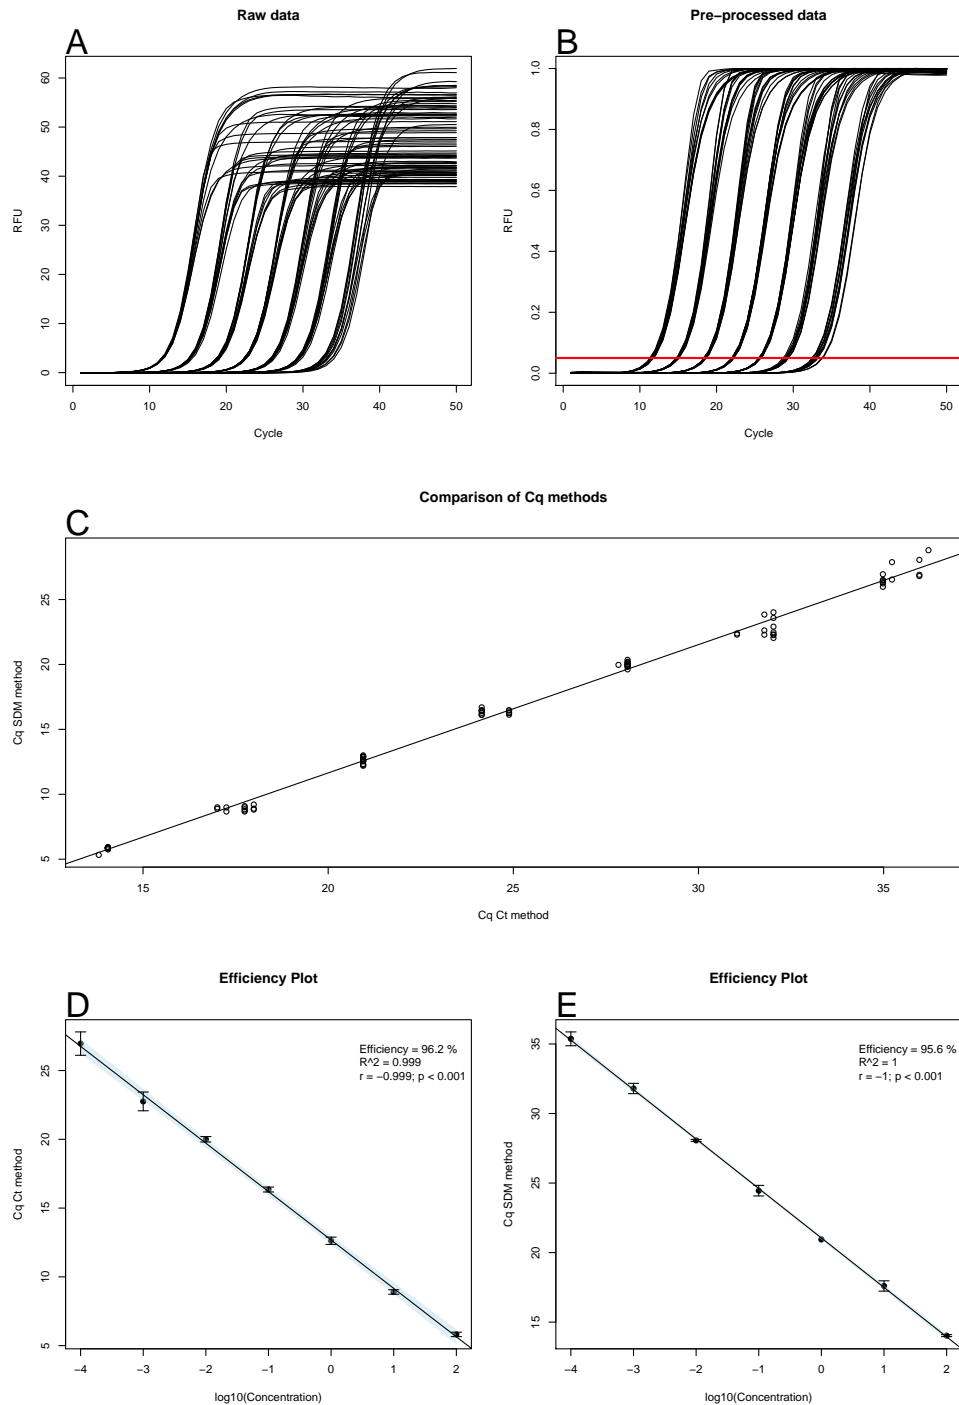 Raw data
A
60
50
40
30
20
10
0
RFU
0 10 20 30 40 50
Cycle
Pre−processed data
B
1.0
0.8
0.6
0.4
0.2
0.0
RFU
0 10 20 30 40 50
Cycle
Comparison of Cq methods
C
25
20
15
10
5
Cq SDM method
15 20 25 30 35
Cq Ct method
Efficiency Plot
D
Efficiency = 96.2 %
R^2 = 0.999
r = −0.999; p < 0.001
25
20
15
10
5
Cq Ct method
−4 −3 −2 −1 0 1 2
log10(Concentration)
Efficiency Plot
E
Efficiency = 95.6 %
R^2 = 1
r = −1; p < 0.001
35
30
25
20
15
Cq SDM method
−4 −3 −2 −1 0 1 2
log10(Concentration)